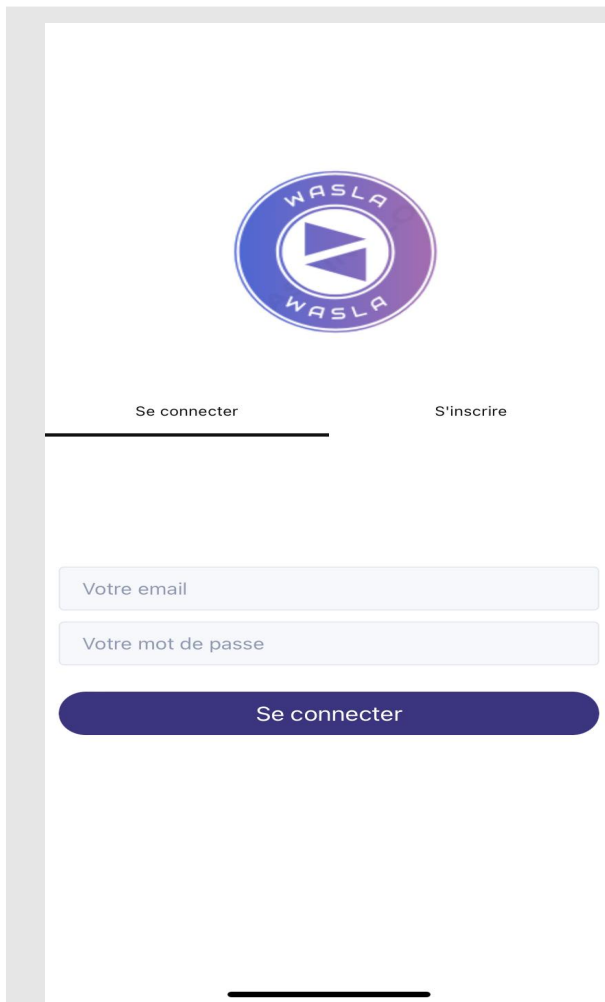 WASLA
WASLA
Se connecter
S'inscrire
Votre email
Votre mot de passe
Se connecter